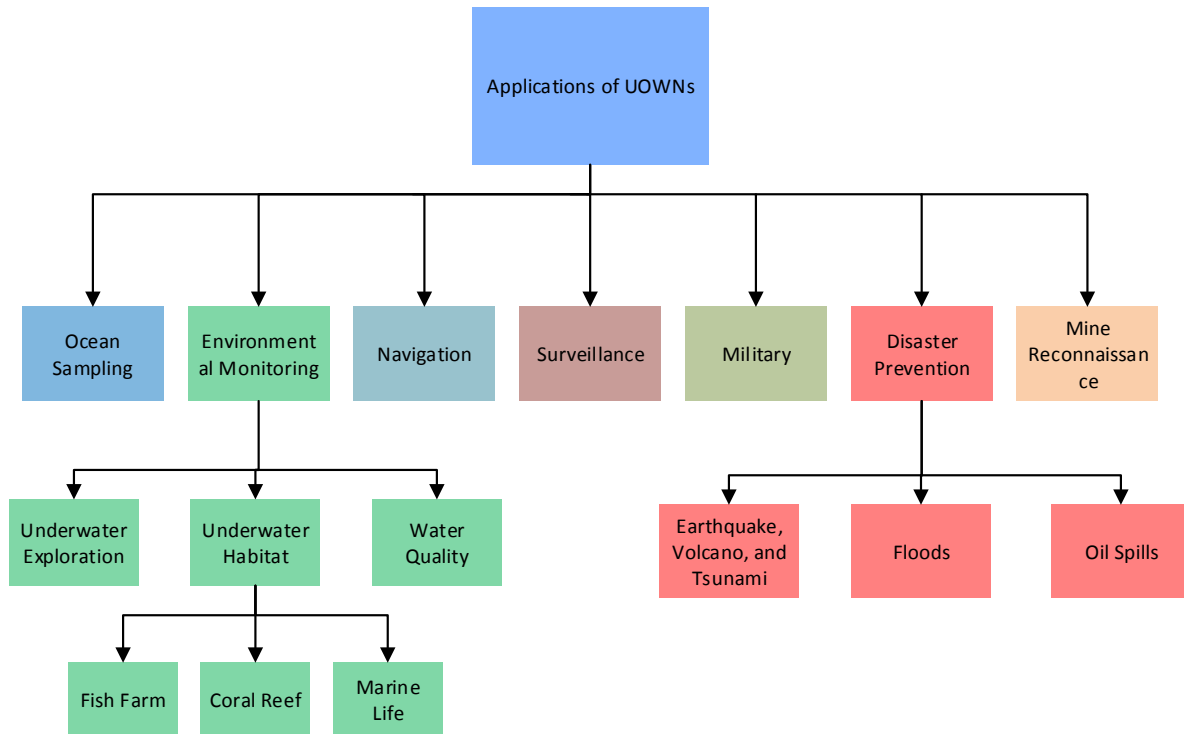 Applications of UOWNs
Ocean
Sampling
Environment
al Monitoring
Navigation
Surveillance
Military
Disaster
Prevention
Mine
Reconnaissan
ce
Underwater
Exploration
Underwater
Habitat
Water
Quality
Earthquake,
Volcano, and
Tsunami
Floods
Oil Spills
Fish Farm
Coral Reef
Marine
Life